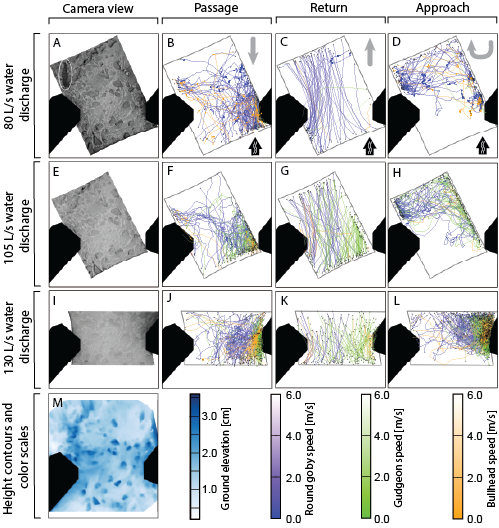 Camera view Passage Return Approach
80 L/s water
discharge
A B C D
105 L/s water
discharge
E F G H
130 L/s water
discharge
I J K L
Height contours and
color scales
M
3.0
2.0
1.0
Ground elevation [cm]
6.0
4.0
2.0
0.0
Round goby speed [m/s]
6.0
4.0
2.0
0.0
Gudgeon speed [m/s]
6.0
4.0
2.0
0.0
Bullhead speed [m/s]